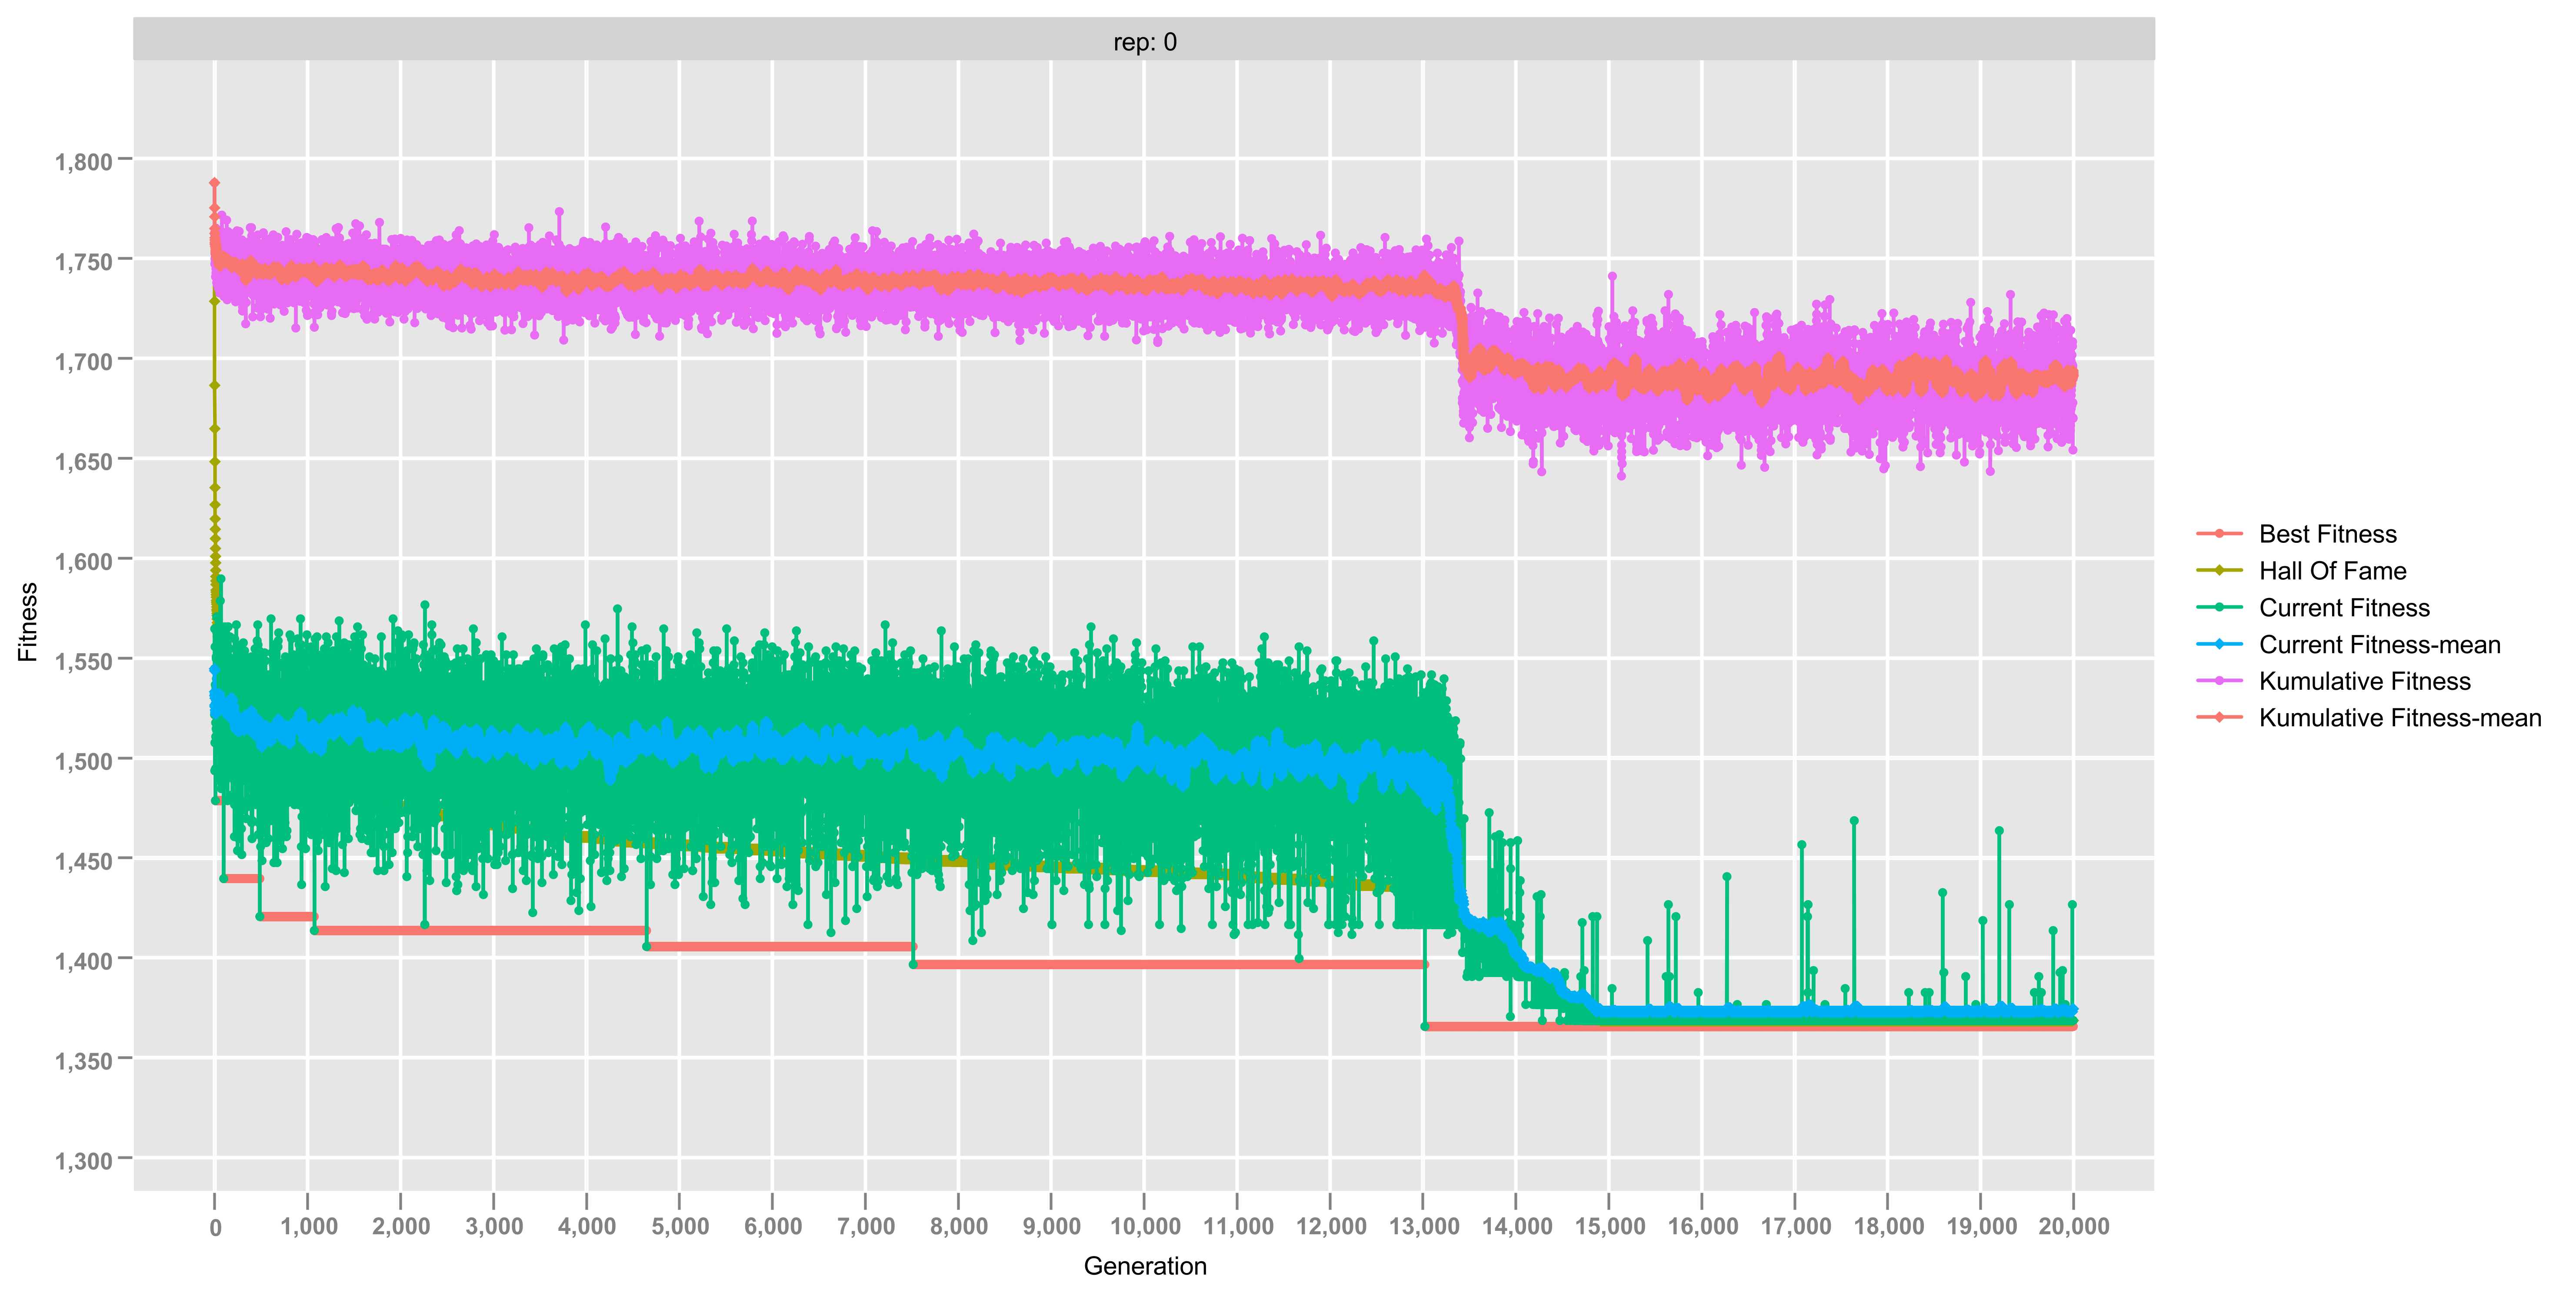 rep: 0
1,800
1,750
1,700
1,650
1,600
1,550
1,500
1,450
1,400
1,350
1,300
Fitness
0 1,000 2,000 3,000 4,000 5,000 6,000 7,000 8,000 9,000 10,000 11,000 12,000 13,000 14,000 15,000 16,000 17,000 18,000 19,000 20,000
Generation
Best Fitness
Hall Of Fame
Current Fitness
Current Fitness-mean
Kumulative Fitness
Kumulative Fitness-mean